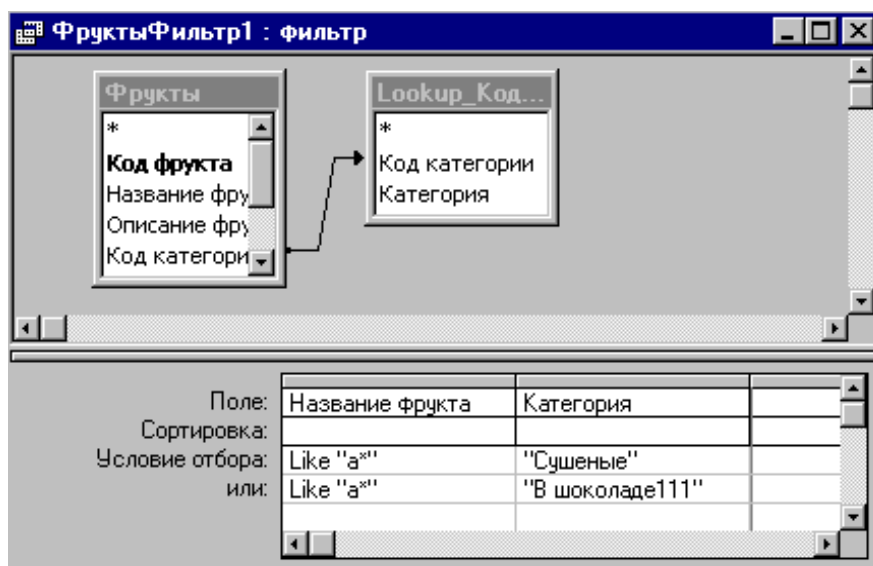 ФруктыФильтр1 : фильтр
Фрукты
*
Код фрукта
Название фру
Описание фру
Код категори
Lookup_Код...
*
Код категории
Категория
Поле: Название фрукта Категория
Сортировка:
Условие отбора: Like "а*" "Сушеные"
или: Like "а*" "В шоколаде111"